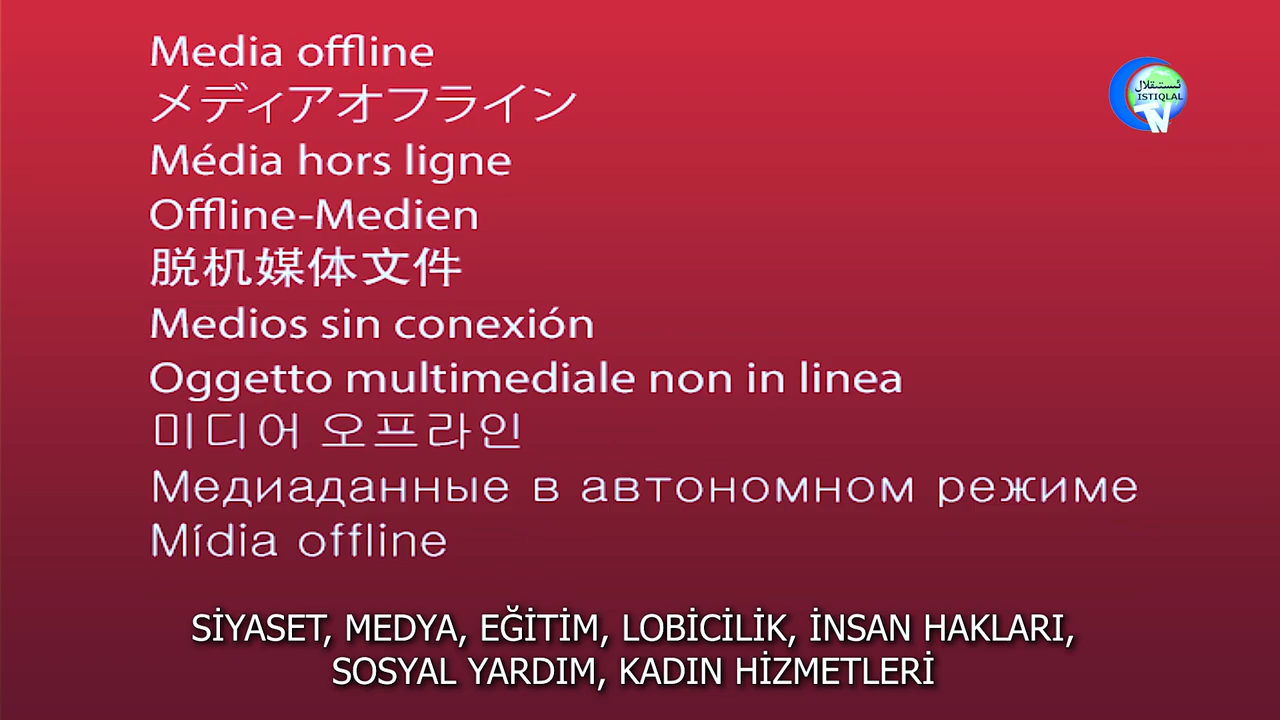 Media offline
メディアオフライン
Média hors ligne
Offline-Medien
脱机媒体文件
Medios sin conexión
Oggetto multimediale non in linea
미디어 오프라인
Медиаданные в автономном режиме
Mídia offline
ئىستىقلال
ISTIQLAL
TV
SİYASET, MEDYA, EĞİTİM, LOBİCİLİK, İNSAN HAKLARI,
SOSYAL YARDIM, KADIN HİZMETLERİ